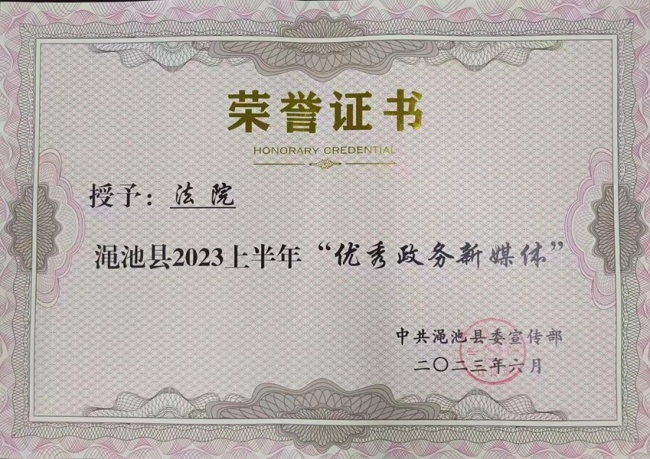 荣誉证书
HONORARY CREDENTIAL
授予：法院
渑池县2023上半年“优秀政务新媒体”
中共渑池县委宣传部
二〇二三年六月